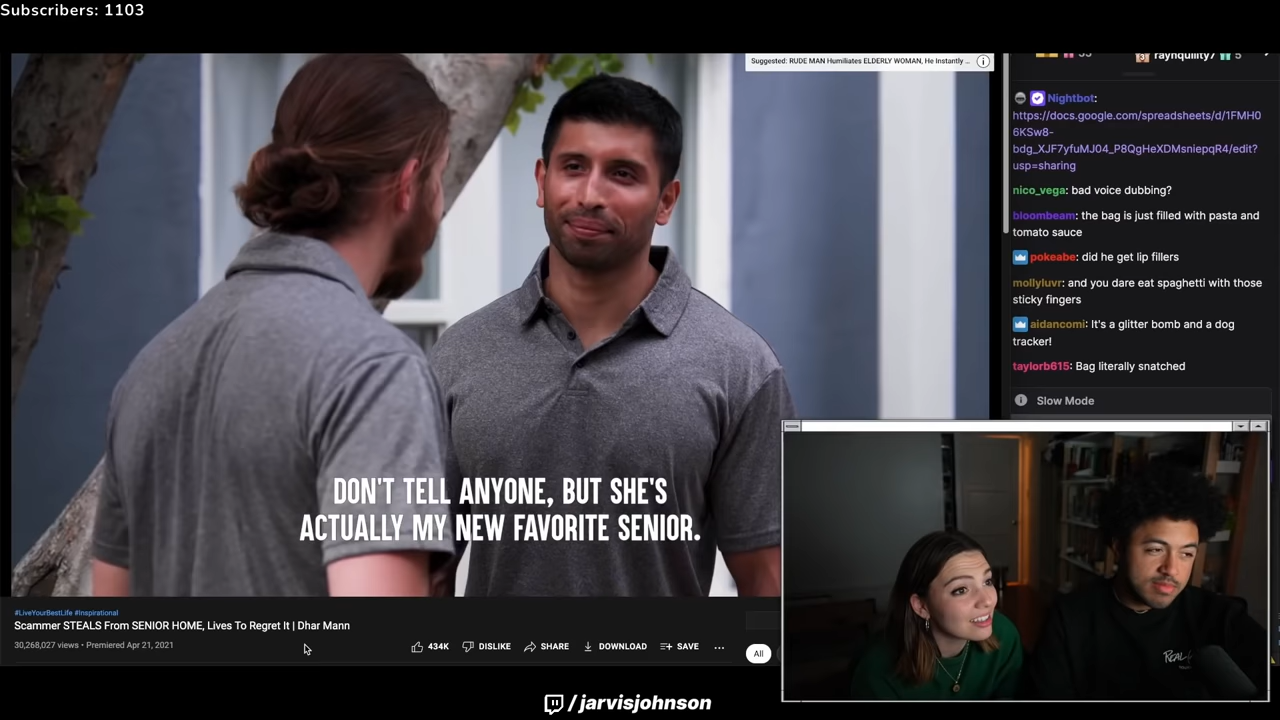 Subscribers: 1103
Suggested: RUDE MAN Humiliates ELDERLY WOMAN, He Instantly ...
raynquility7 5
Nightbot:
https://docs.google.com/spreadsheets/d/1FMH0
6KSw8-
bdg_XJF7yfuMJ04_P8QgHeXDMsniepqR4/edit?
usp=sharing
nico_vega: bad voice dubbing?
bloombeam: the bag is just filled with pasta and
tomato sauce
pokeabe: did he get lip fillers
mollyluvr: and you dare eat spaghetti with those
sticky fingers
aidancomi: It's a glitter bomb and a dog
tracker!
taylorb615: Bag literally snatched
Slow Mode
DON'T TELL ANYONE, BUT SHE'S
ACTUALLY MY NEW FAVORITE SENIOR.
#LiveYourBestLife #Inspirational
Scammer STEALS From SENIOR HOME, Lives To Regret It | Dhar Mann
30,268,027 views • Premiered Apr 21, 2021
434K DISLIKE SHARE DOWNLOAD SAVE ...
All
/jarvisjohnson